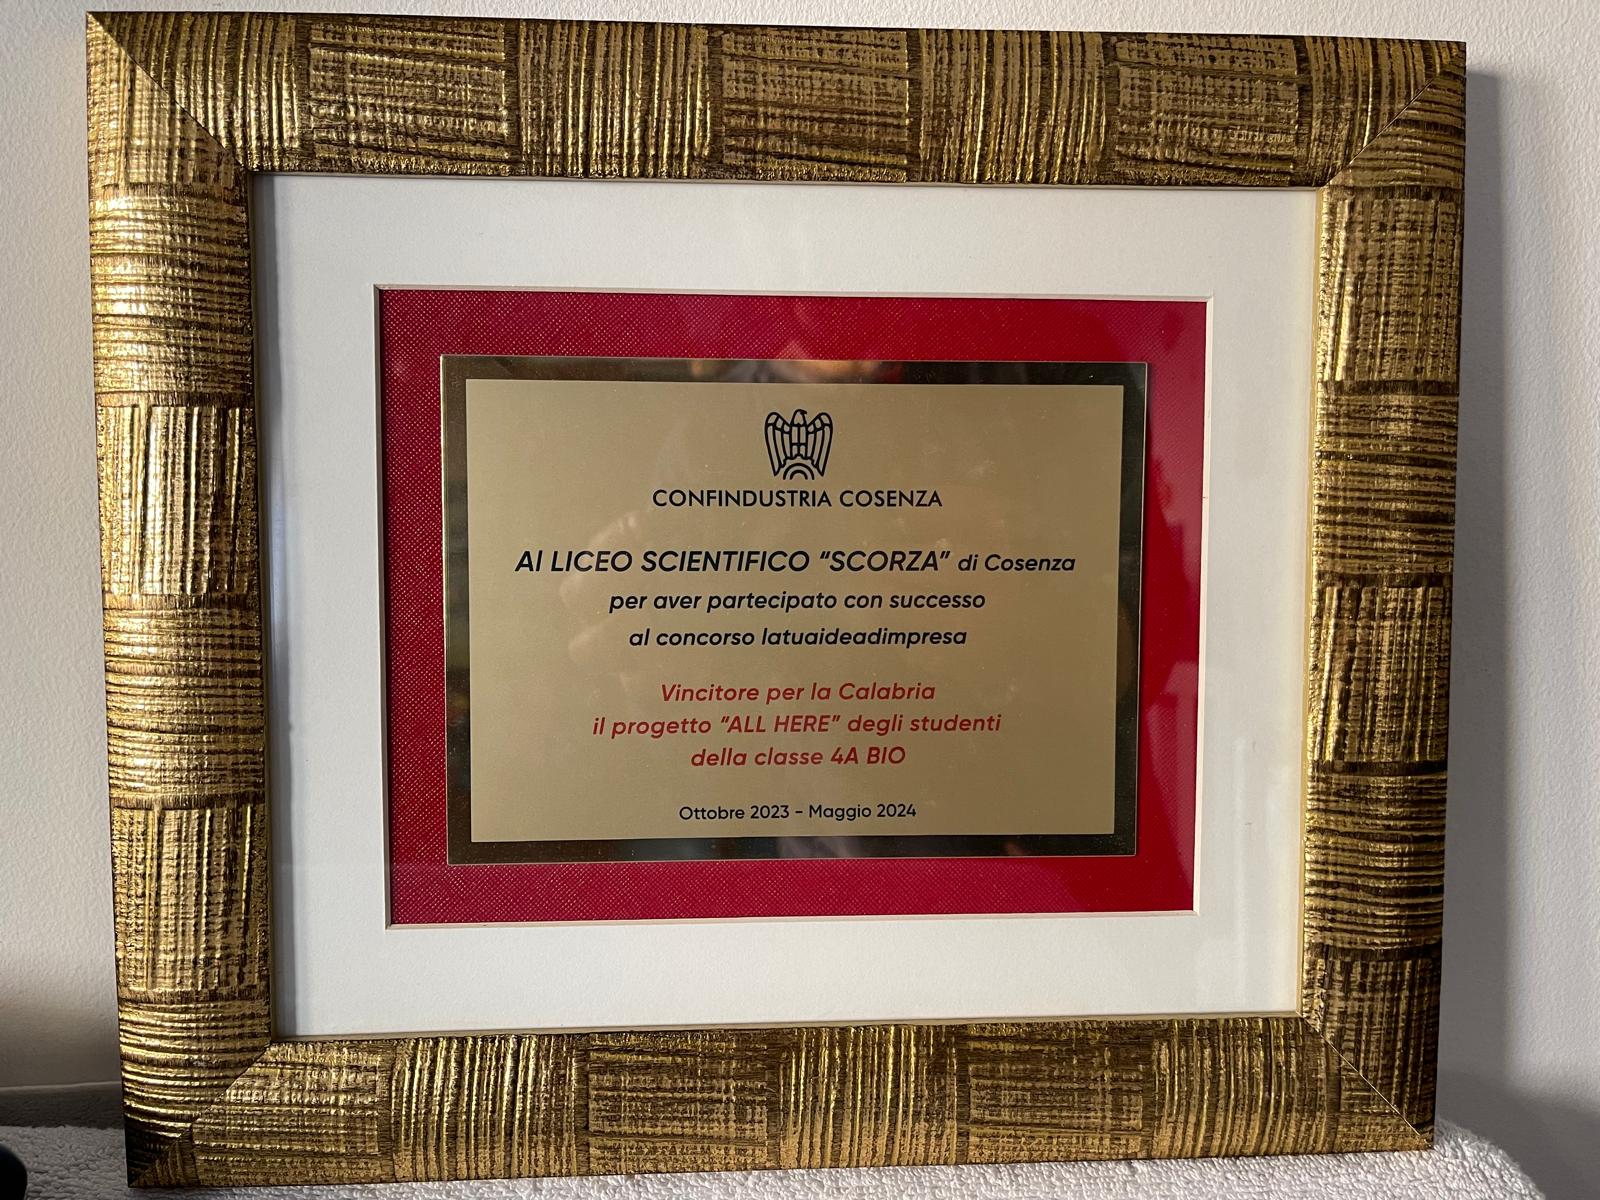 CONFINDUSTRIA COSENZA
Al LICEO SCIENTIFICO “SCORZA” di Cosenza
per aver partecipato con successo
al concorso latuaideadimpresa
Vincitore per la Calabria
il progetto “ALL HERE” degli studenti
della classe 4A BIO
Ottobre 2023 - Maggio 2024